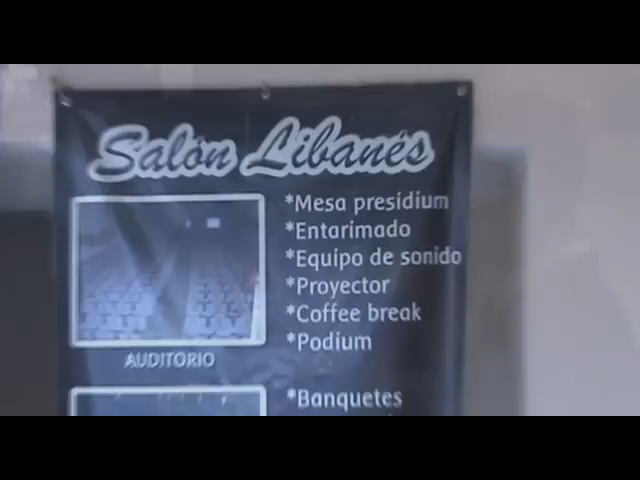 Salón Libanés
*Mesa presidium
*Entarimado
*Equipo de sonido
*Proyector
*Coffee break
*Podium
AUDITORIO
*Banquetes